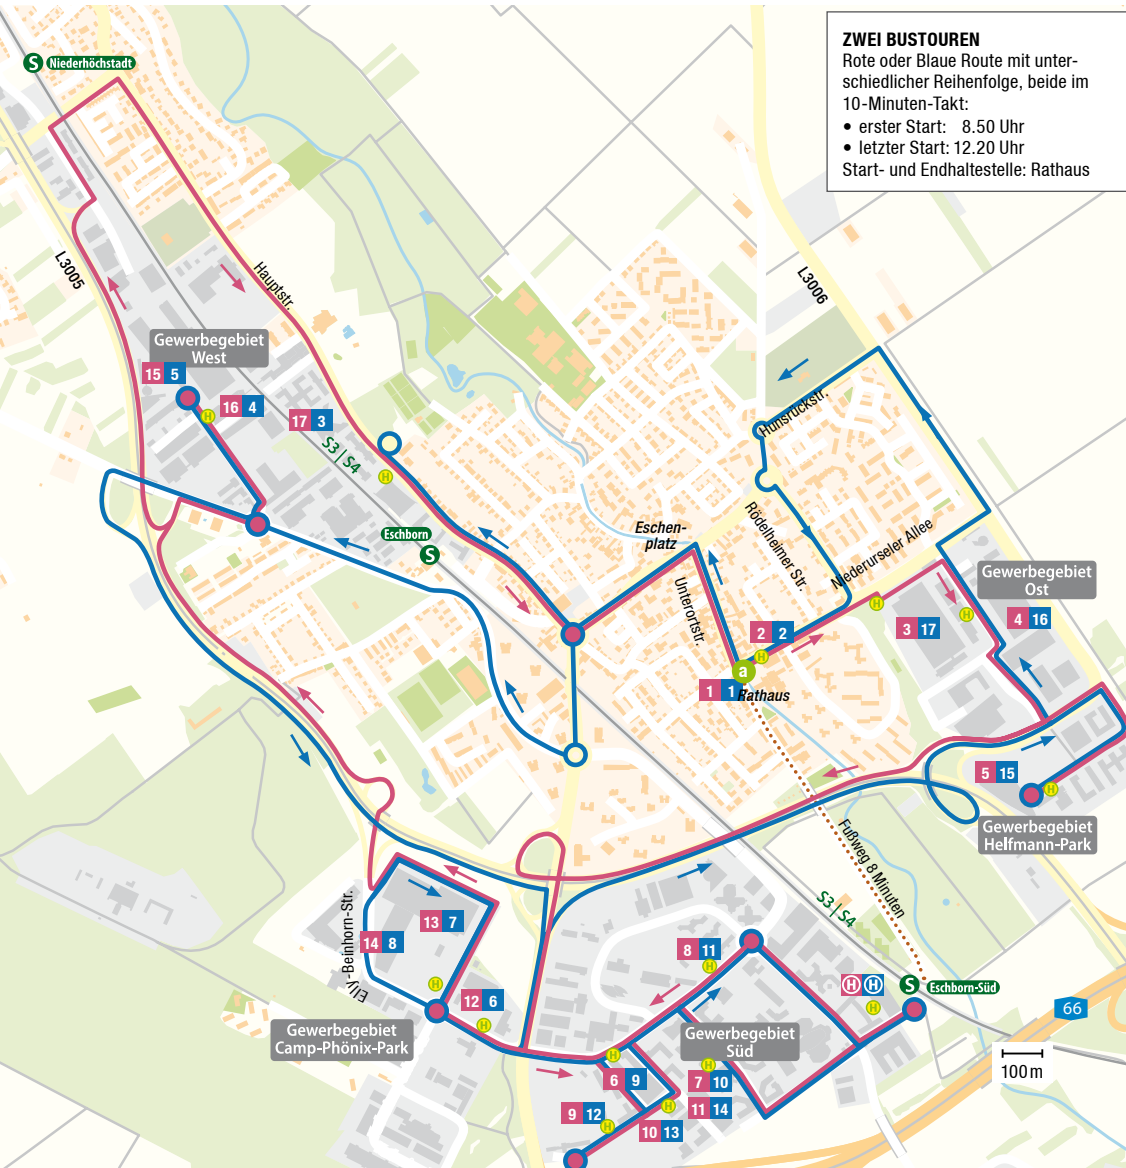 ZWEI BUSTOUREN
Rote oder Blaue Route mit unter-
schiedlicher Reihenfolge, beide im
10-Minuten-Takt:
• erster Start: 8.50 Uhr
• letzter Start: 12.20 Uhr
Start- und Endhaltestelle: Rathaus
S Niederhöchstadt
L3005
Hauptstr.
L3006
Gewerbegebiet
West
15 5
16 4
H
17 3
S3 | S4
H
Hunsrückstr.
Eschborn
S
Eschen-
platz
Rödelheimer Str.
Niederurseler Allee
Unterortstr.
Gewerbegebiet
Ost
H
H
4 16
3 17
2 2
H
a
1 1
Rathaus
5 15
H
Gewerbegebiet
Helfmann-Park
Fußweg 8 Minuten
S3 | S4
Elly-Beinhorn-Str.
13 7
14 8
H
12 6
H
Gewerbegebiet
Camp-Phönix-Park
8 11
H
H H
H
S Eschborn-Süd
66
Gewerbegebiet
Süd
H
6 9
H
7 10
11 14
9 12
H
10 13
H
100 m